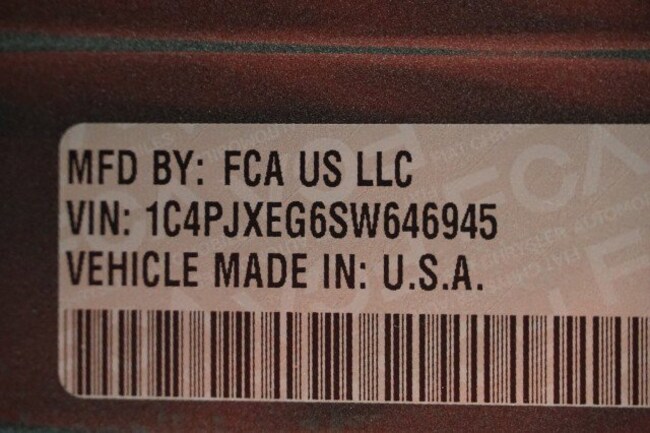 MFD BY: FCA US LLC
VIN: 1C4PJXEG6SW646945
VEHICLE MADE IN: U.S.A.